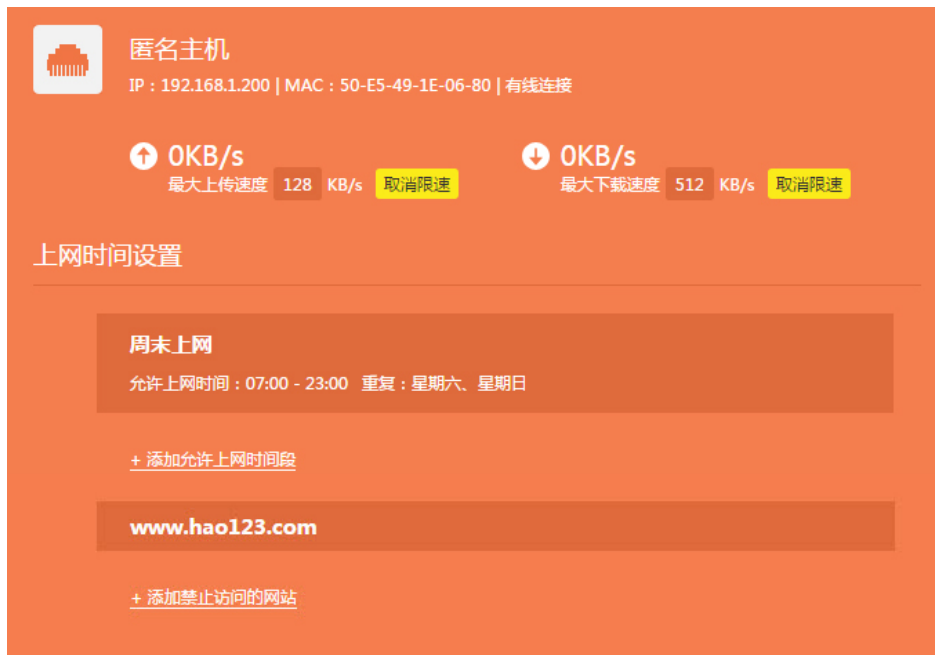 匿名主机
IP：192.168.1.200 | MAC：50-E5-49-1E-06-80 | 有线连接
0KB/s 0KB/s
最大上传速度 128 KB/s 取消限速 最大下载速度 512 KB/s 取消限速
上网时间设置
周末上网
允许上网时间：07:00 - 23:00 重复：星期六、星期日
+ 添加允许上网时间段
www.hao123.com
+ 添加禁止访问的网站